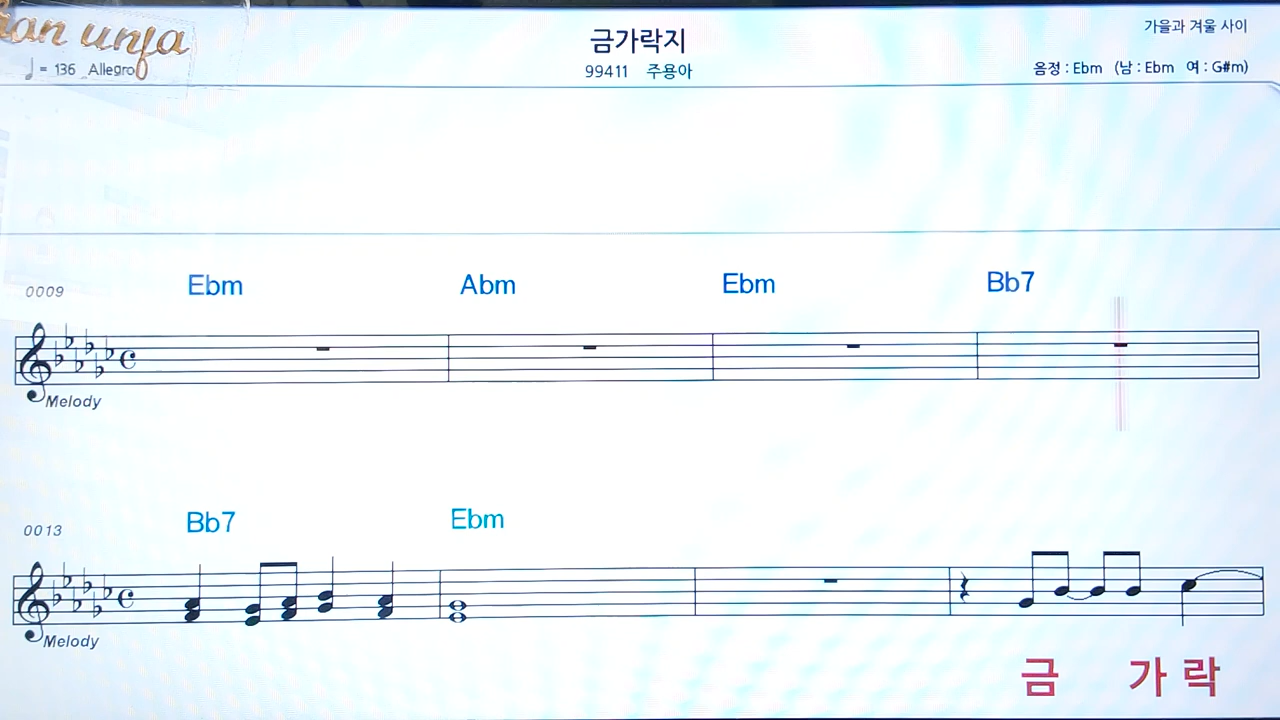 an unja
금가락지
가을과 겨울 사이
♩ = 136 Allegro
99411 주용아
음정 : Ebm (남 : Ebm 여 : G#m)
0009
Ebm Abm Ebm Bb7
Melody
0013
Bb7 Ebm
Melody
금 가 락